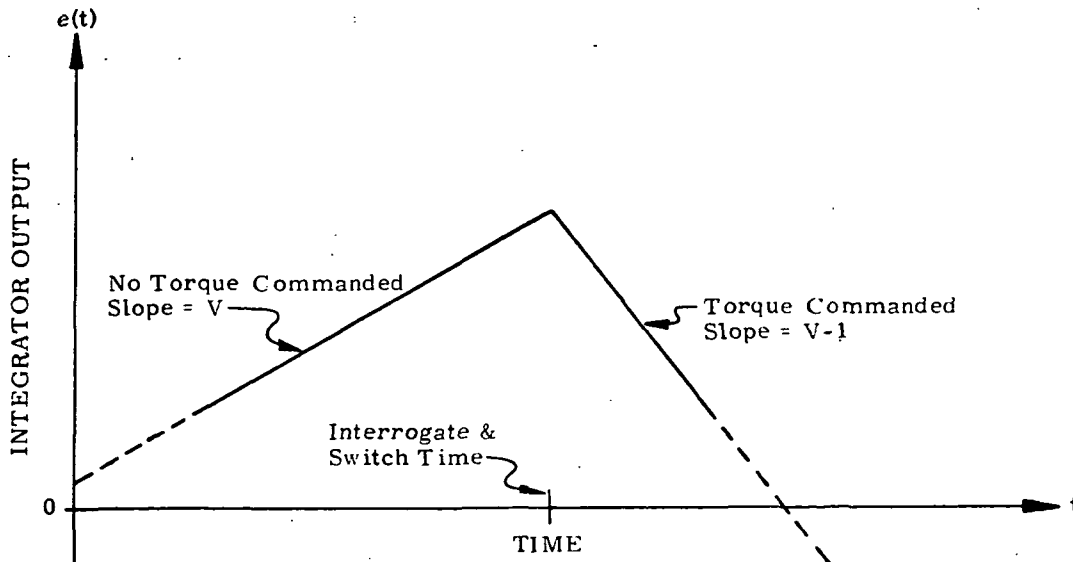 e(t)
INTEGRATOR OUTPUT
No Torque Commanded
Slope = V
Torque Commanded
Slope = V-1
Interrogate &
Switch Time
0
t
TIME